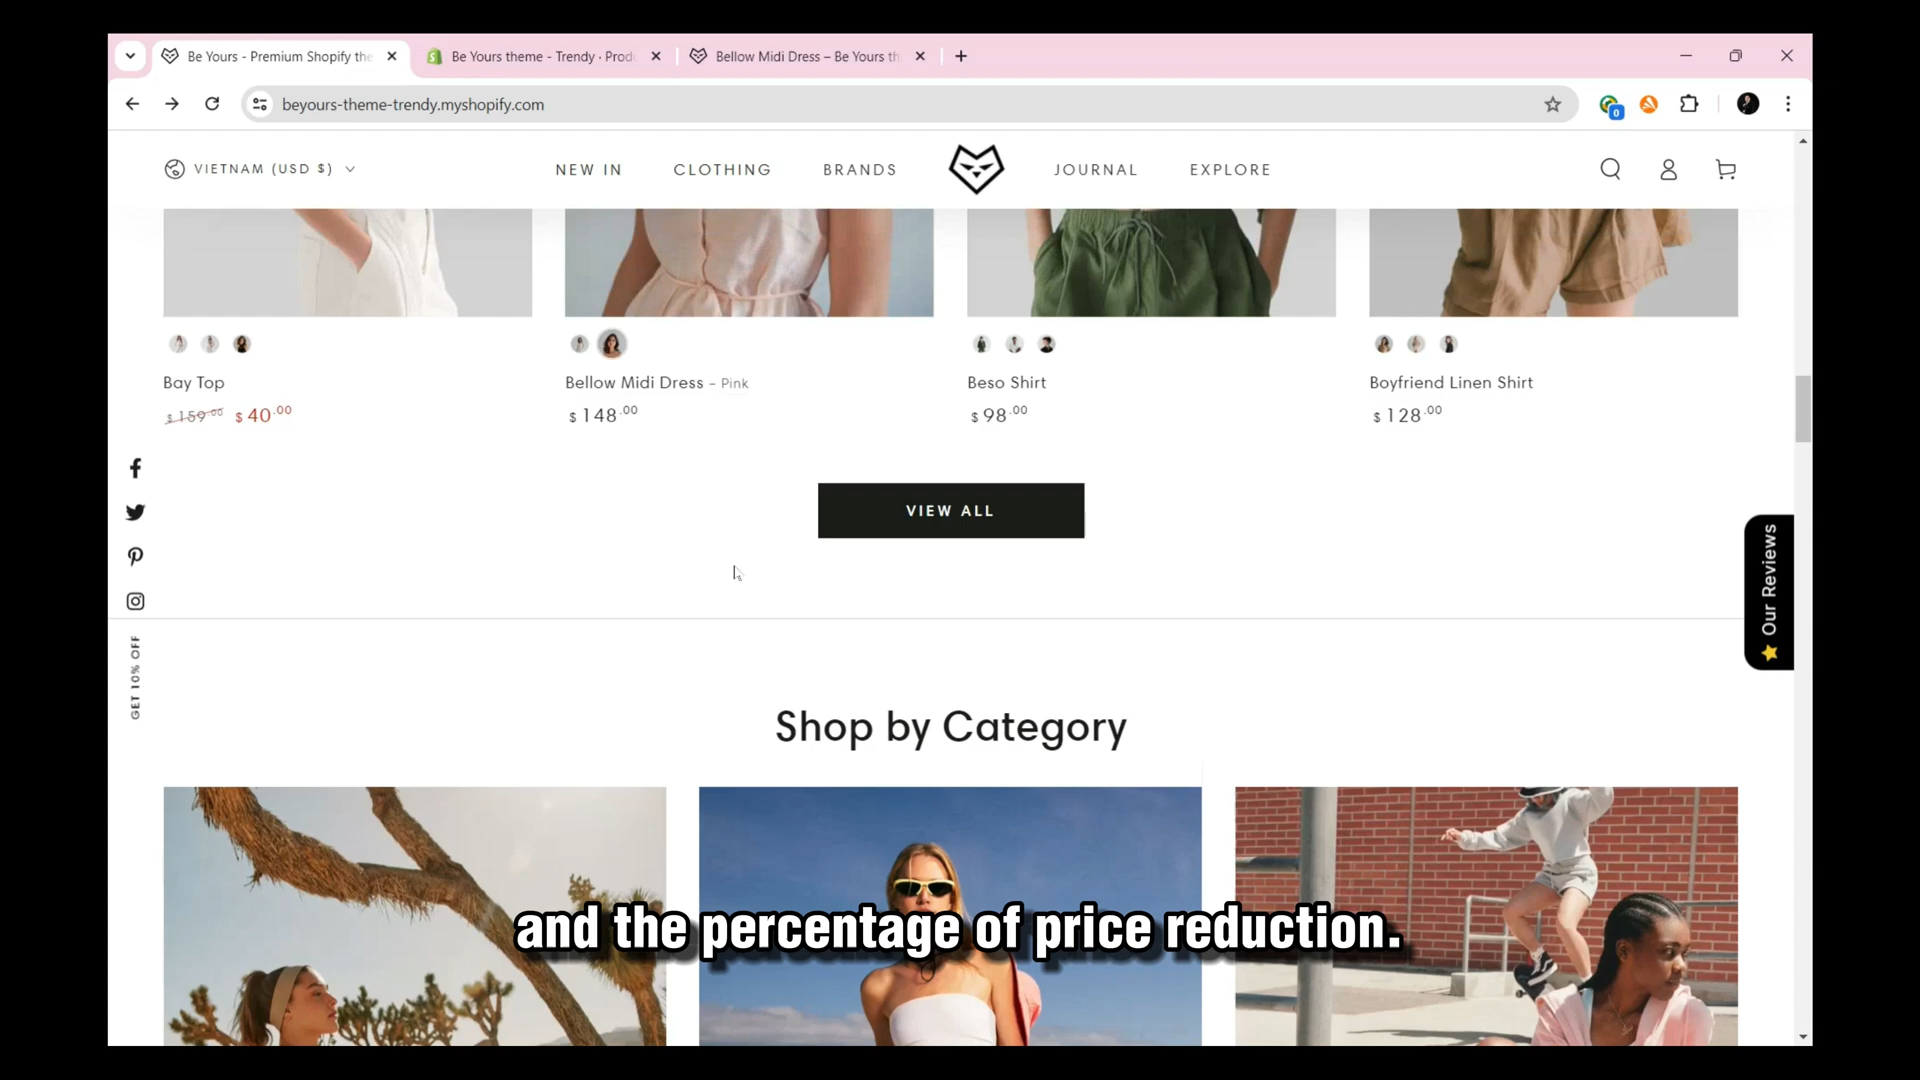 Be Yours - Premium Shopify the
Be Yours theme - Trendy · Prod
Bellow Midi Dress – Be Yours th
beyours-theme-trendy.myshopify.com
0
VIETNAM (USD $)
NEW IN
CLOTHING
BRANDS
JOURNAL
EXPLORE
Bay Top
$ 159.00 $ 40.00
Bellow Midi Dress – Pink
$ 148.00
Beso Shirt
$ 98.00
Boyfriend Linen Shirt
$ 128.00
VIEW ALL
GET 10% OFF
Our Reviews
Shop by Category
and the percentage of price reduction.